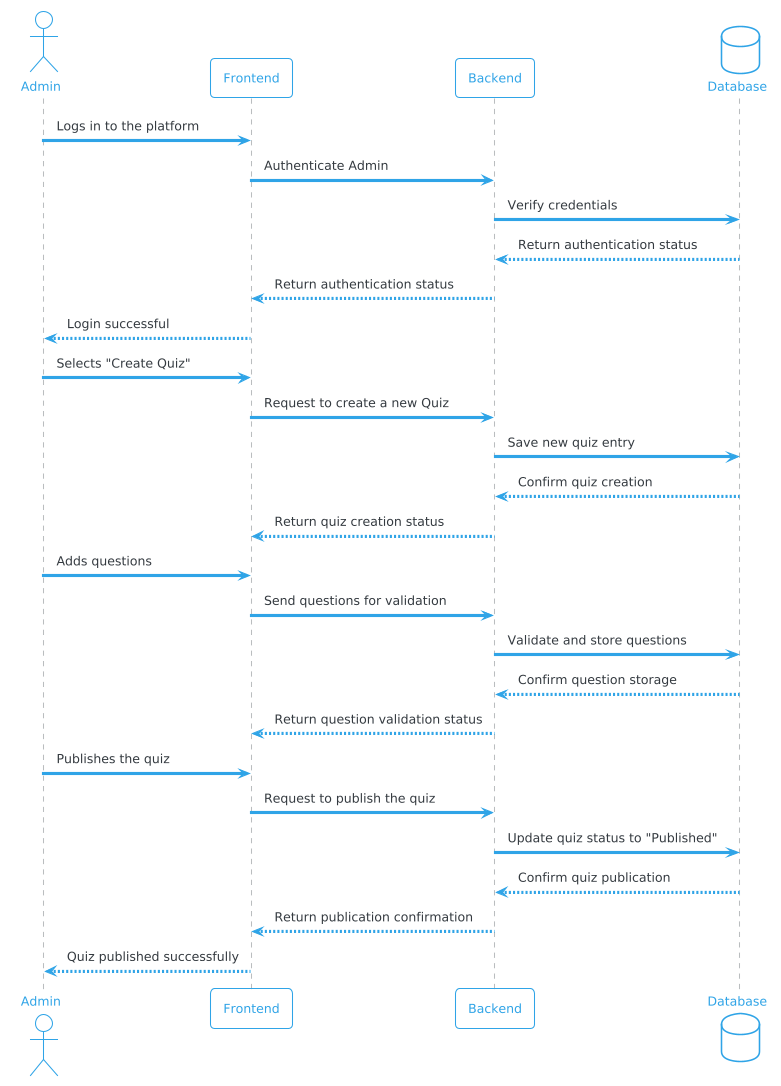 Admin
Frontend
Backend
Database
Logs in to the platform
Authenticate Admin
Verify credentials
Return authentication status
Return authentication status
Login successful
Selects "Create Quiz"
Request to create a new Quiz
Save new quiz entry
Confirm quiz creation
Return quiz creation status
Adds questions
Send questions for validation
Validate and store questions
Confirm question storage
Return question validation status
Publishes the quiz
Request to publish the quiz
Update quiz status to "Published"
Confirm quiz publication
Return publication confirmation
Quiz published successfully
Admin
Frontend
Backend
Database